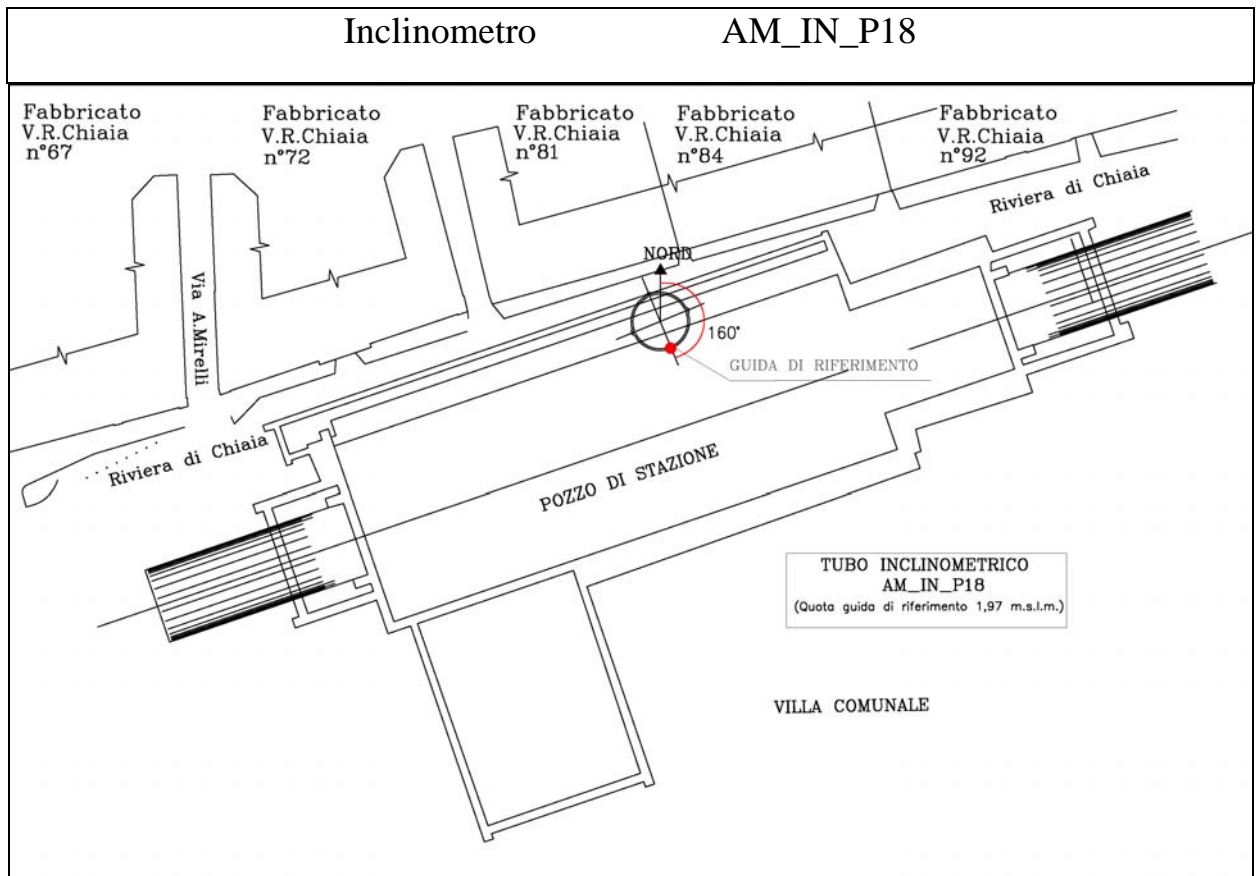 Inclinometro AM_IN_P18
Fabbricato
V.R.Chiaia
n°67
Fabbricato
V.R.Chiaia
n°72
Fabbricato
V.R.Chiaia
n°81
Fabbricato
V.R.Chiaia
n°84
Fabbricato
V.R.Chiaia
n°92
Riviera di Chiaia
NORD
Via A.Mirelli
160°
GUIDA DI RIFERIMENTO
Riviera di Chiaia
POZZO DI STAZIONE
TUBO INCLINOMETRICO
AM_IN_P18
(Quota guida di riferimento 1,97 m.s.l.m.)
VILLA COMUNALE